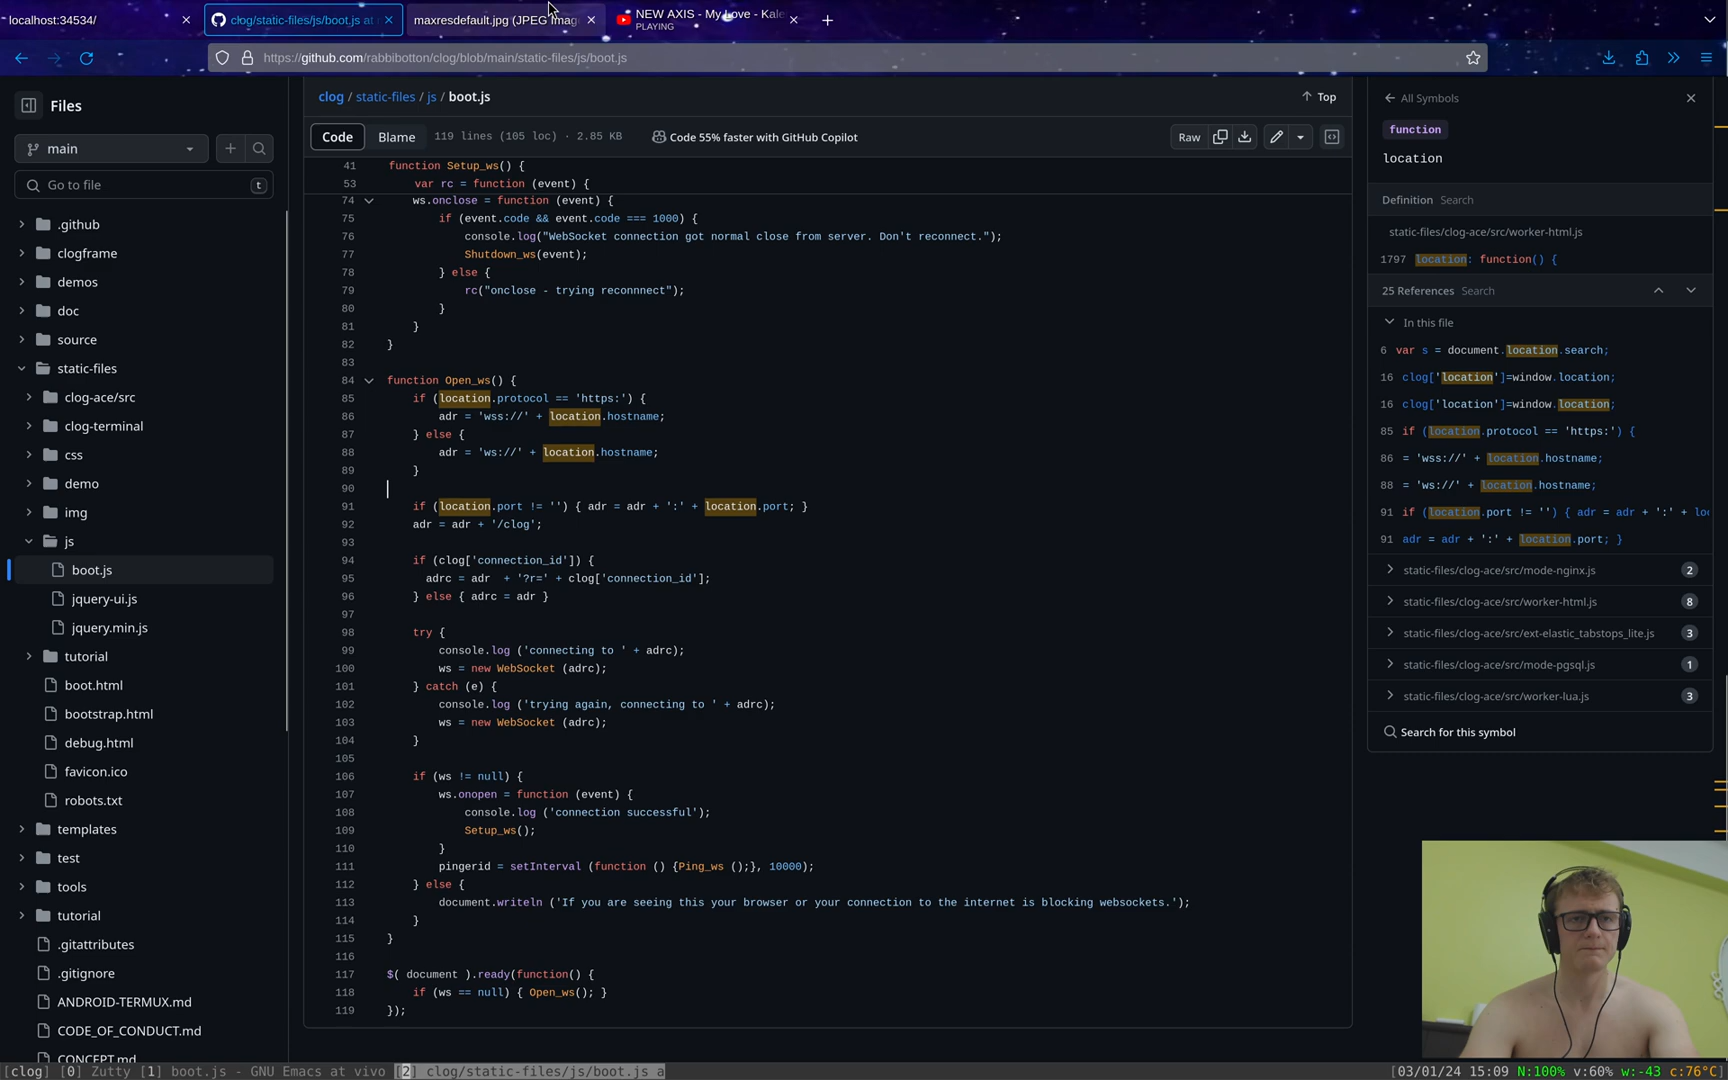 localhost:34534/
clog/static-files/js/boot.js at
maxresdefault.jpg (JPEG Imag
NEW AXIS - My Love - Kale
PLAYING
https://github.com/rabbibotton/clog/blob/main/static-files/js/boot.js
Files
main
Go to file
t
.github
clogframe
demos
doc
source
static-files
clog-ace/src
clog-terminal
css
demo
img
js
boot.js
jquery-ui.js
jquery.min.js
tutorial
boot.html
bootstrap.html
debug.html
favicon.ico
robots.txt
templates
test
tools
tutorial
.gitattributes
.gitignore
ANDROID-TERMUX.md
CODE_OF_CONDUCT.md
CONCEPT.md
clog / static-files / js / boot.js
Top
Code
Blame
119 lines (105 loc) · 2.85 KB
Code 55% faster with GitHub Copilot
Raw
41 function Setup_ws() {
53 var rc = function (event) {
74 ws.onclose = function (event) {
75 if (event.code && event.code === 1000) {
76 console.log("WebSocket connection got normal close from server. Don't reconnect.");
77 Shutdown_ws(event);
78 } else {
79 rc("onclose - trying reconnnect");
80 }
81 }
82 }
83
84 function Open_ws() {
85 if (location.protocol == 'https:') {
86 adr = 'wss://' + location.hostname;
87 } else {
88 adr = 'ws://' + location.hostname;
89 }
90
91 if (location.port != '') { adr = adr + ':' + location.port; }
92 adr = adr + '/clog';
93
94 if (clog['connection_id']) {
95 adrc = adr + '?r=' + clog['connection_id'];
96 } else { adrc = adr }
97
98 try {
99 console.log ('connecting to ' + adrc);
100 ws = new WebSocket (adrc);
101 } catch (e) {
102 console.log ('trying again, connecting to ' + adrc);
103 ws = new WebSocket (adrc);
104 }
105
106 if (ws != null) {
107 ws.onopen = function (event) {
108 console.log ('connection successful');
109 Setup_ws();
110 }
111 pingerid = setInterval (function () {Ping_ws ();}, 10000);
112 } else {
113 document.writeln ('If you are seeing this your browser or your connection to the internet is blocking websockets.');
114 }
115 }
116
117 $( document ).ready(function() {
118 if (ws == null) { Open_ws(); }
119 });
All Symbols
function
location
Definition Search
static-files/clog-ace/src/worker-html.js
1797 location: function() {
25 References Search
In this file
6 var s = document.location.search;
16 clog['location']=window.location;
16 clog['location']=window.location;
85 if (location.protocol == 'https:') {
86 = 'wss://' + location.hostname;
88 = 'ws://' + location.hostname;
91 if (location.port != '') { adr = adr + ':' + loc
91 adr = adr + ':' + location.port; }
static-files/clog-ace/src/mode-nginx.js 2
static-files/clog-ace/src/worker-html.js 8
static-files/clog-ace/src/ext-elastic_tabstops_lite.js 3
static-files/clog-ace/src/mode-pgsql.js 1
static-files/clog-ace/src/worker-lua.js 3
Search for this symbol
[clog] [0] Zutty [1] boot.js - GNU Emacs at vivo [2] clog/static-files/js/boot.js a
[03/01/24 15:09 N:100% v:60% w:-43 c:76°C]